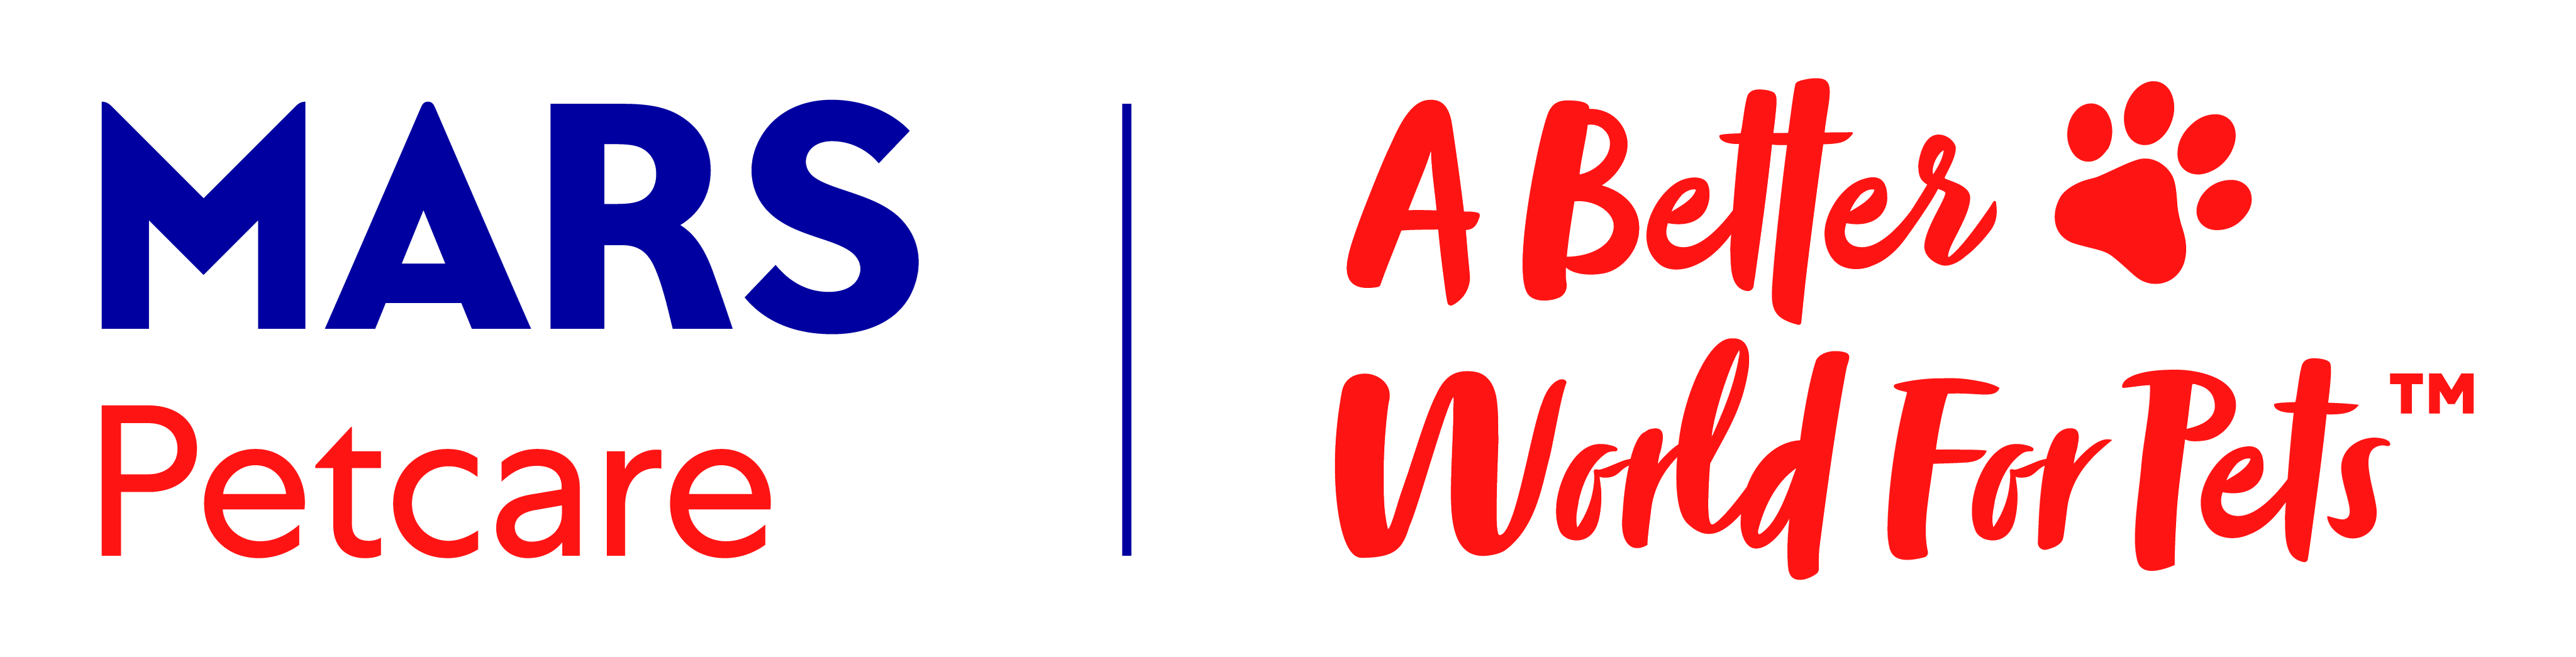 MARS
Petcare
A Better
World For Pets™